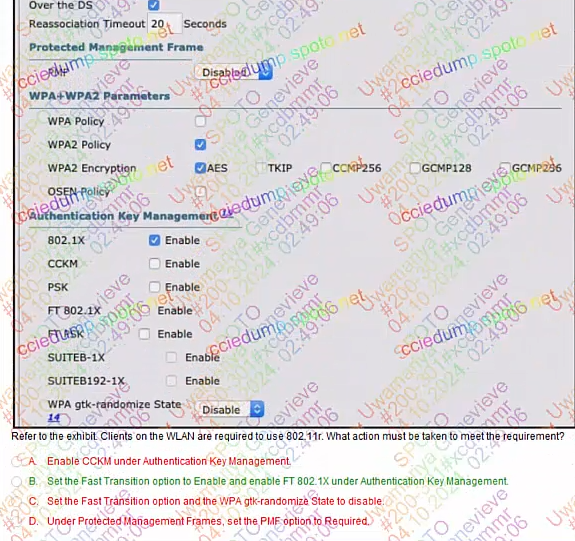 Over the DS
Reassociation Timeout 20 Seconds
Protected Management Frame
PMF Disabled
WPA+WPA2 Parameters
WPA Policy
WPA2 Policy
WPA2 Encryption AES TKIP CCMP256 GCMP128 GCMP256
OSEN Policy
Authentication Key Management
802.1X Enable
CCKM Enable
PSK Enable
FT 802.1X Enable
FT PSK Enable
SUITEB-1X Enable
SUITEB192-1X Enable
WPA gtk-randomize State Disable
14
Refer to the exhibit. Clients on the WLAN are required to use 802.11r. What action must be taken to meet the requirement?
A. Enable CCKM under Authentication Key Management.
B. Set the Fast Transition option to Enable and enable FT 802.1X under Authentication Key Management.
C. Set the Fast Transition option and the WPA gtk-randomize State to disable.
D. Under Protected Management Frames, set the PMF option to Required.